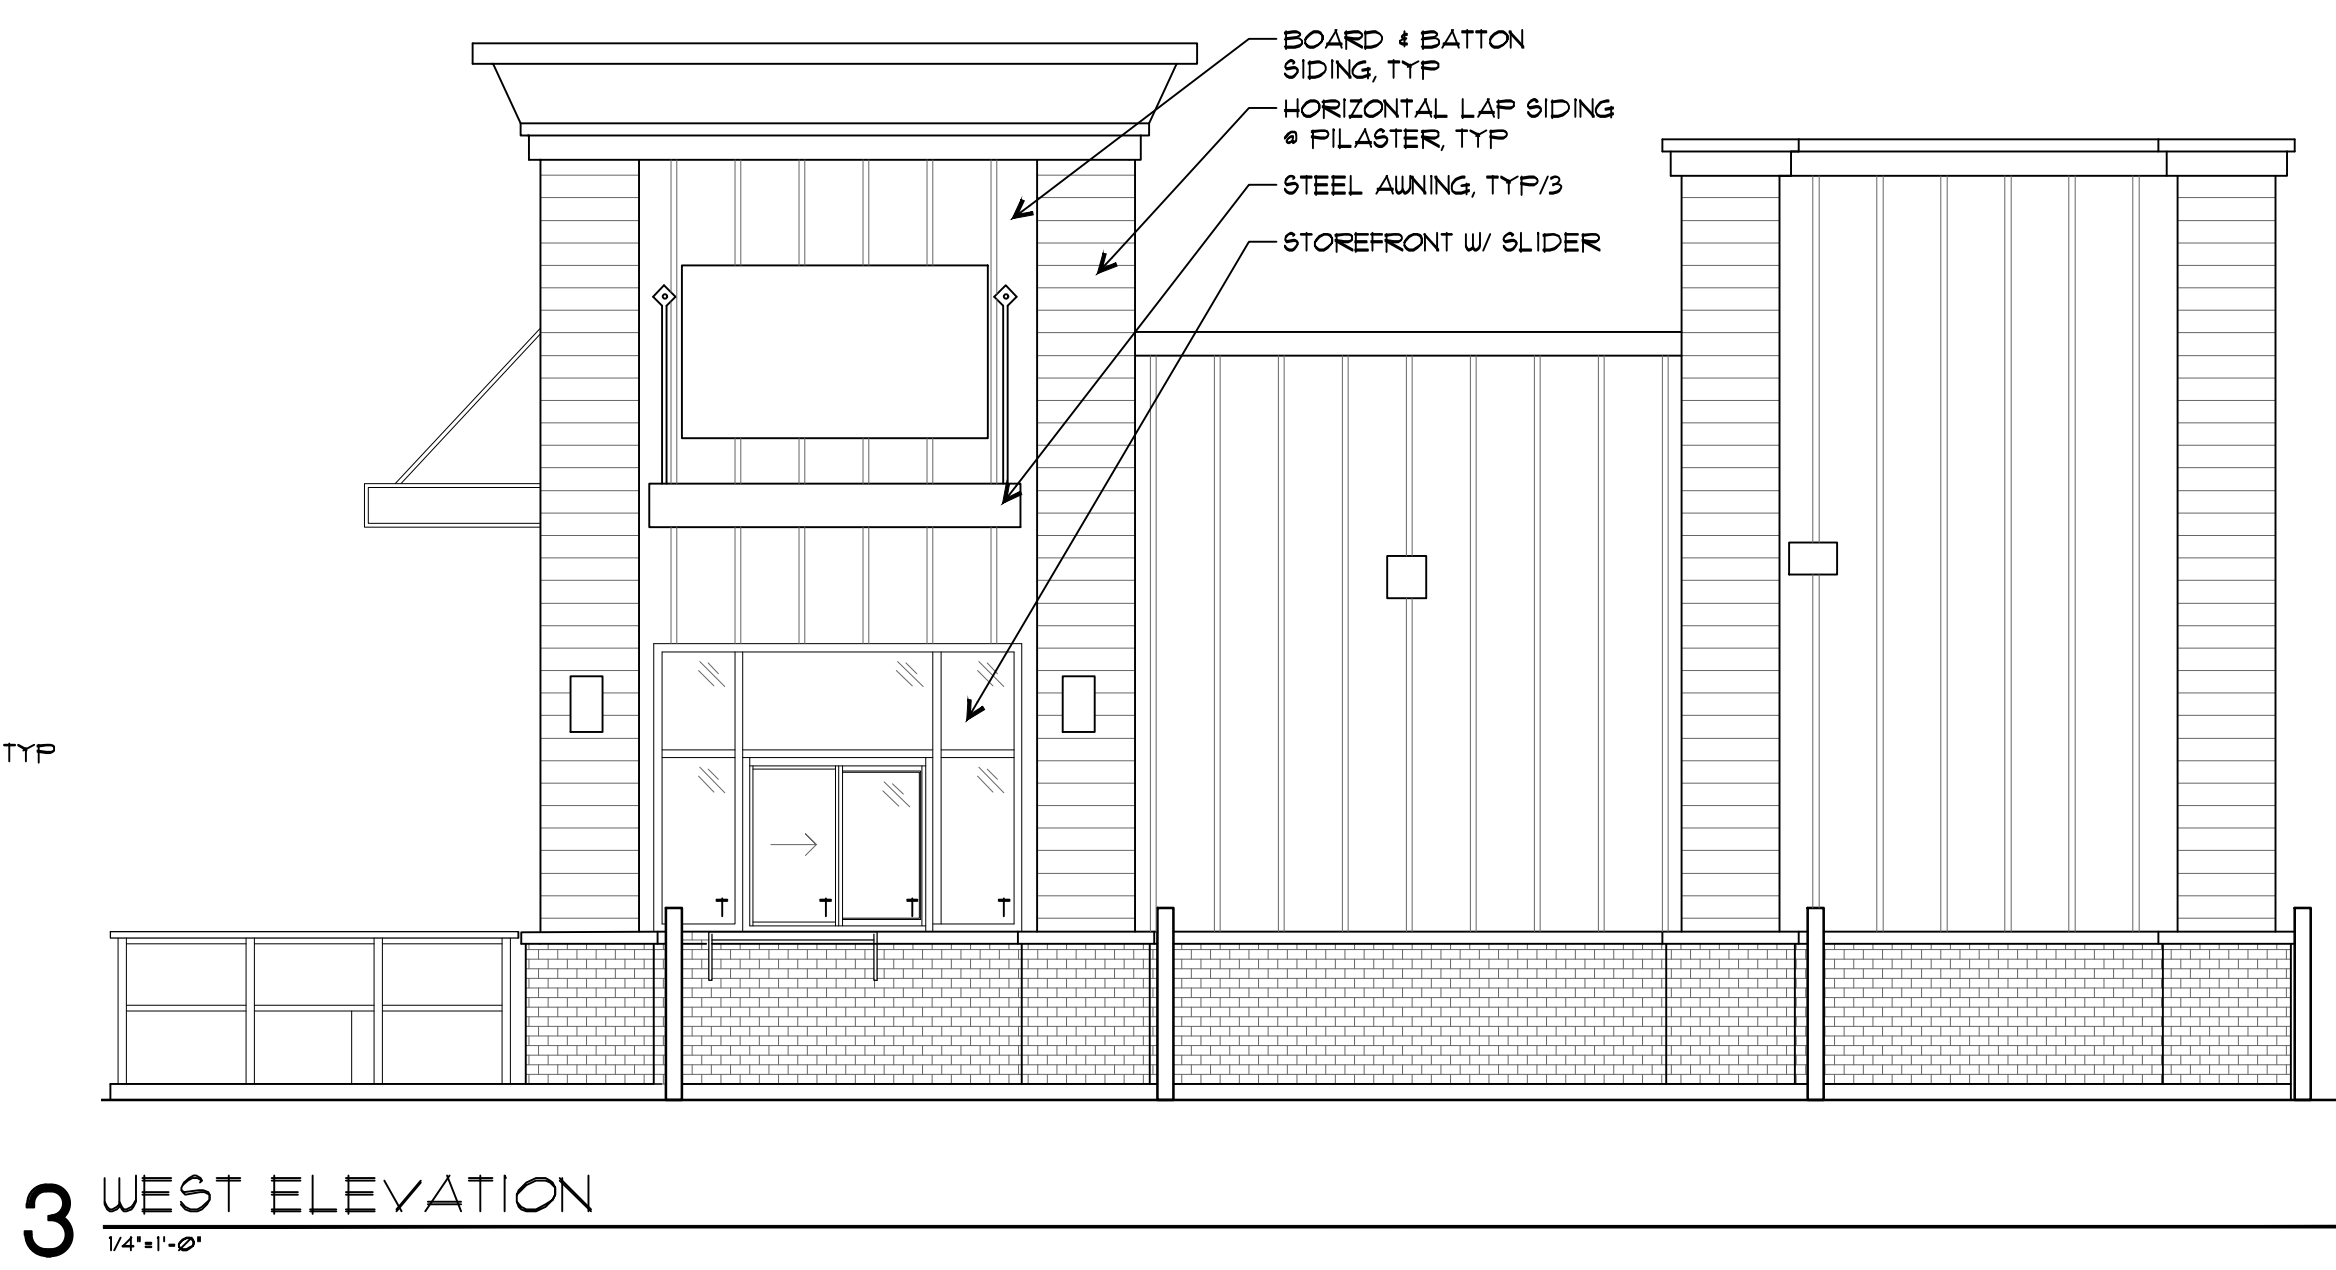 BOARD & BATTON
SIDING, TYP
HORIZONTAL LAP SIDING
@ PILASTER, TYP
STEEL AWNING, TYP/3
STOREFRONT W/ SLIDER
TYP
T T T T
3 WEST ELEVATION
1/4"=1'-0"